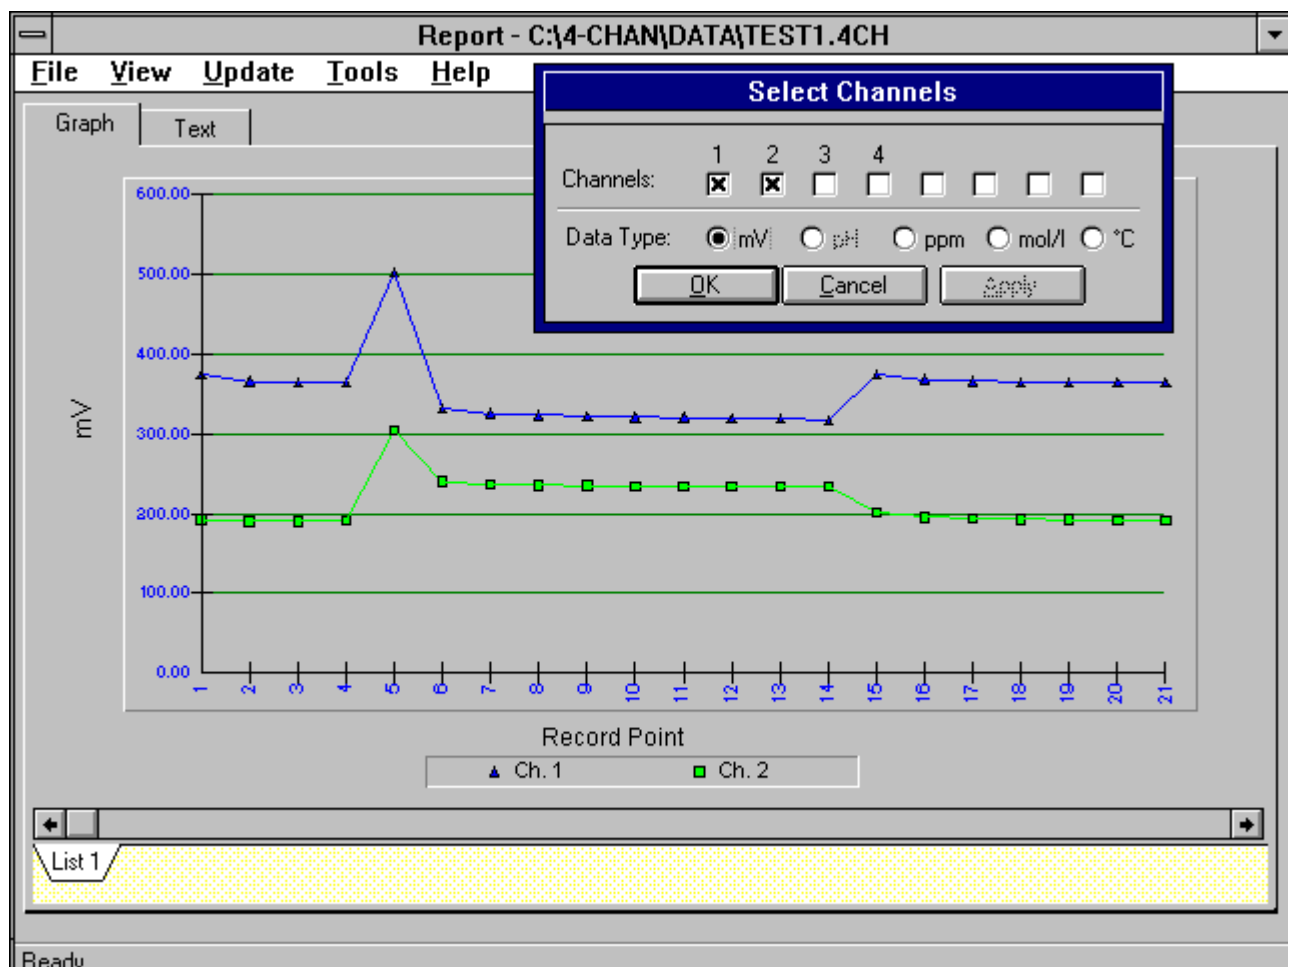 Report - C:\4-CHAN\DATA\TEST1.4CH
File View Update Tools Help
Select Channels
1 2 3 4
Channels:
Data Type: mV pH ppm mol/l °C
OK Cancel Apply
Graph Text
600.00
500.00
400.00
300.00
200.00
100.00
0.00
mV
1 2 3 4 5 6 7 8 9 10 11 12 13 14 15 16 17 18 19 20 21
Record Point
Ch. 1 Ch. 2
List 1
Ready